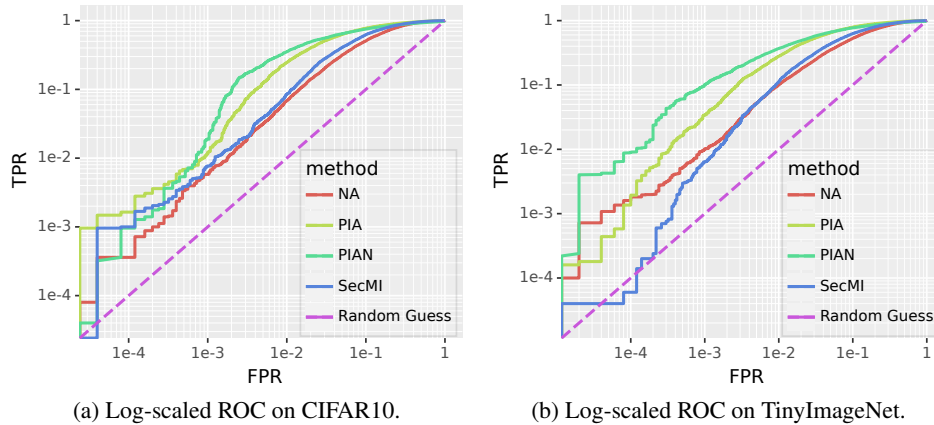 1
1e-1
1e-2
1e-3
1e-4
TPR
method
NA
PIA
PIAN
SecMI
Random Guess
1e-4 1e-3 1e-2 1e-1 1
FPR
(a) Log-scaled ROC on CIFAR10.
1
1e-1
1e-2
1e-3
1e-4
TPR
method
NA
PIA
PIAN
SecMI
Random Guess
1e-4 1e-3 1e-2 1e-1 1
FPR
(b) Log-scaled ROC on TinyImageNet.